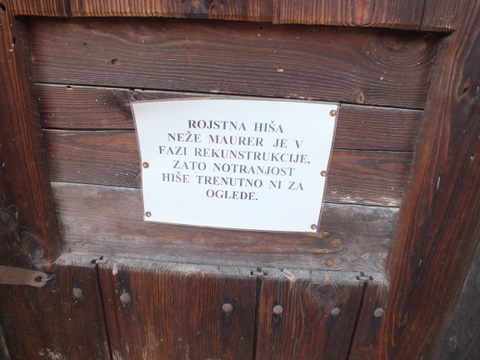 ROJSTNA HIŠA
NEŽE MAURER JE V
FAZI REKUNSTRUKCIJE,
ZATO NOTRANJOST
HIŠE TRENUTNO NI ZA
OGLEDE.